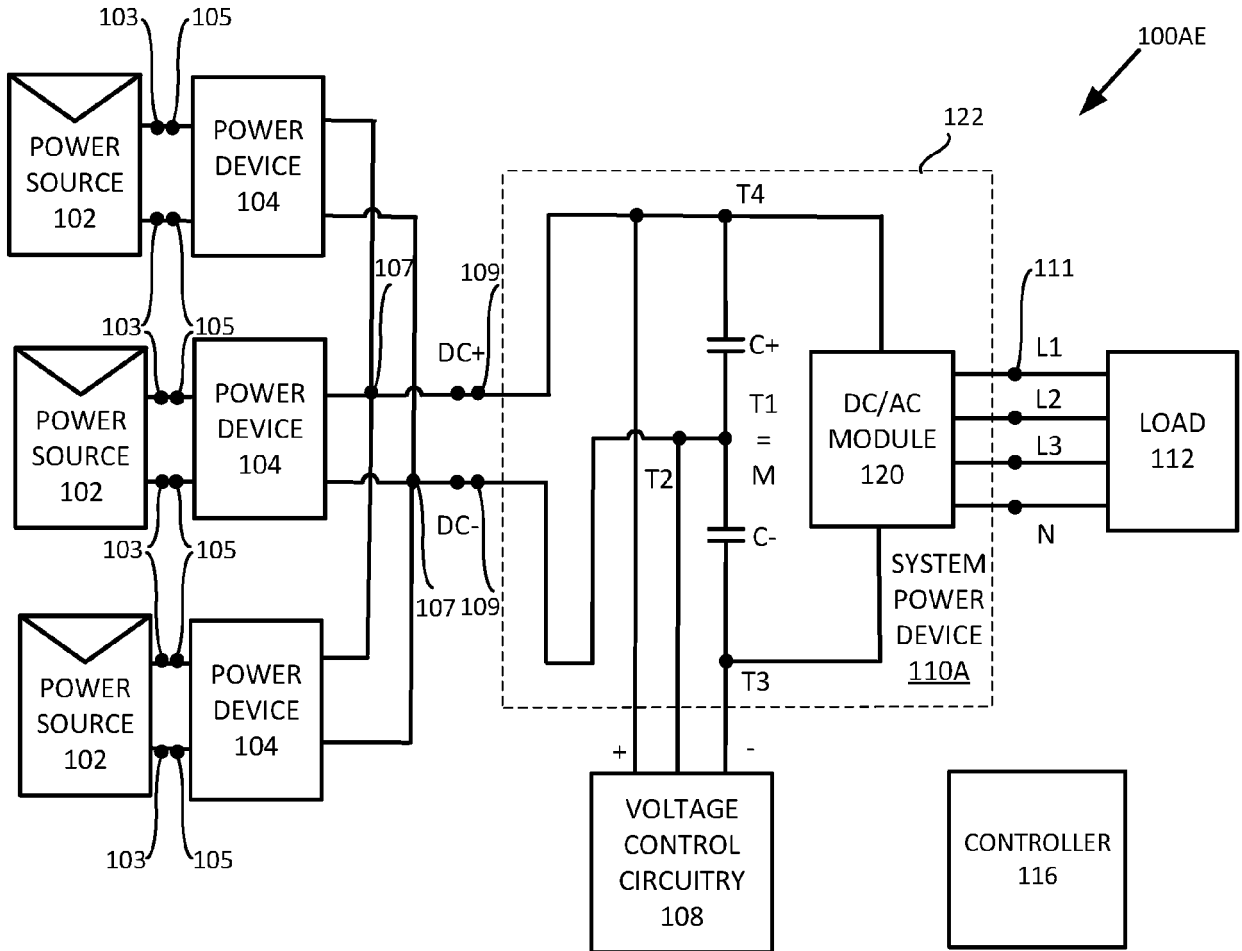 103
105
100AE
POWER
SOURCE
102
POWER
DEVICE
104
122
T4
103
105
107
109
111
DC+
C+
L1
L2
L3
N
POWER
SOURCE
102
POWER
DEVICE
104
T1
=
M
T2
DC/AC
MODULE
120
LOAD
112
DC-
C-
103
105
107
109
SYSTEM
POWER
DEVICE
110A
T3
POWER
SOURCE
102
POWER
DEVICE
104
+
-
103
105
VOLTAGE
CONTROL
CIRCUITRY
108
CONTROLLER
116